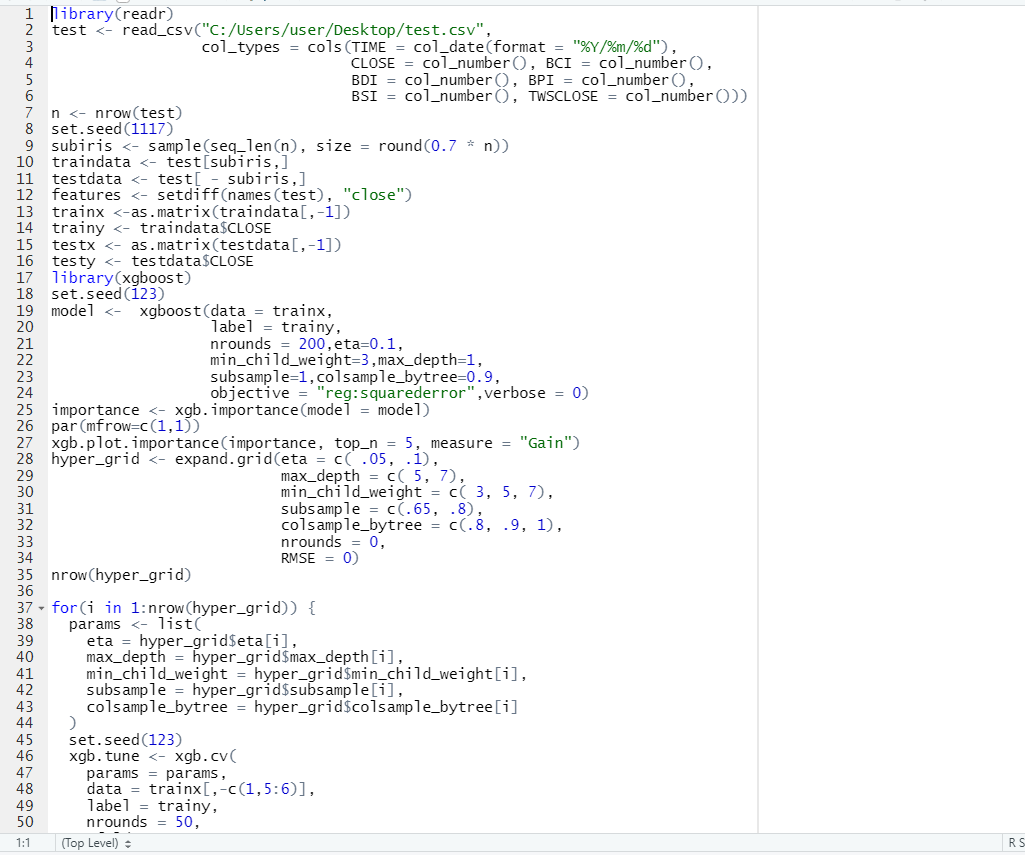 1 library(readr)
2 test <- read_csv("C:/Users/user/Desktop/test.csv",
3 col_types = cols(TIME = col_date(format = "%Y/%m/%d"),
4 CLOSE = col_number(), BCI = col_number(),
5 BDI = col_number(), BPI = col_number(),
6 BSI = col_number(), TWSCLOSE = col_number()))
7 n <- nrow(test)
8 set.seed(1117)
9 subiris <- sample(seq_len(n), size = round(0.7 * n))
10 traindata <- test[subiris,]
11 testdata <- test[ - subiris,]
12 features <- setdiff(names(test), "close")
13 trainx <-as.matrix(traindata[,-1])
14 trainy <- traindata$CLOSE
15 testx <- as.matrix(testdata[,-1])
16 testy <- testdata$CLOSE
17 library(xgboost)
18 set.seed(123)
19 model <-  xgboost(data = trainx,
20 label = trainy,
21 nrounds = 200,eta=0.1,
22 min_child_weight=3,max_depth=1,
23 subsample=1,colsample_bytree=0.9,
24 objective = "reg:squarederror",verbose = 0)
25 importance <- xgb.importance(model = model)
26 par(mfrow=c(1,1))
27 xgb.plot.importance(importance, top_n = 5, measure = "Gain")
28 hyper_grid <- expand.grid(eta = c( .05, .1),
29 max_depth = c( 5, 7),
30 min_child_weight = c( 3, 5, 7),
31 subsample = c(.65, .8),
32 colsample_bytree = c(.8, .9, 1),
33 nrounds = 0,
34 RMSE = 0)
35 nrow(hyper_grid)
36
37 for(i in 1:nrow(hyper_grid)) {
38 params <- list(
39 eta = hyper_grid$eta[i],
40 max_depth = hyper_grid$max_depth[i],
41 min_child_weight = hyper_grid$min_child_weight[i],
42 subsample = hyper_grid$subsample[i],
43 colsample_bytree = hyper_grid$colsample_bytree[i]
44 )
45 set.seed(123)
46 xgb.tune <- xgb.cv(
47 params = params,
48 data = trainx[,-c(1,5:6)],
49 label = trainy,
50 nrounds = 50,
1:1 (Top Level) R S